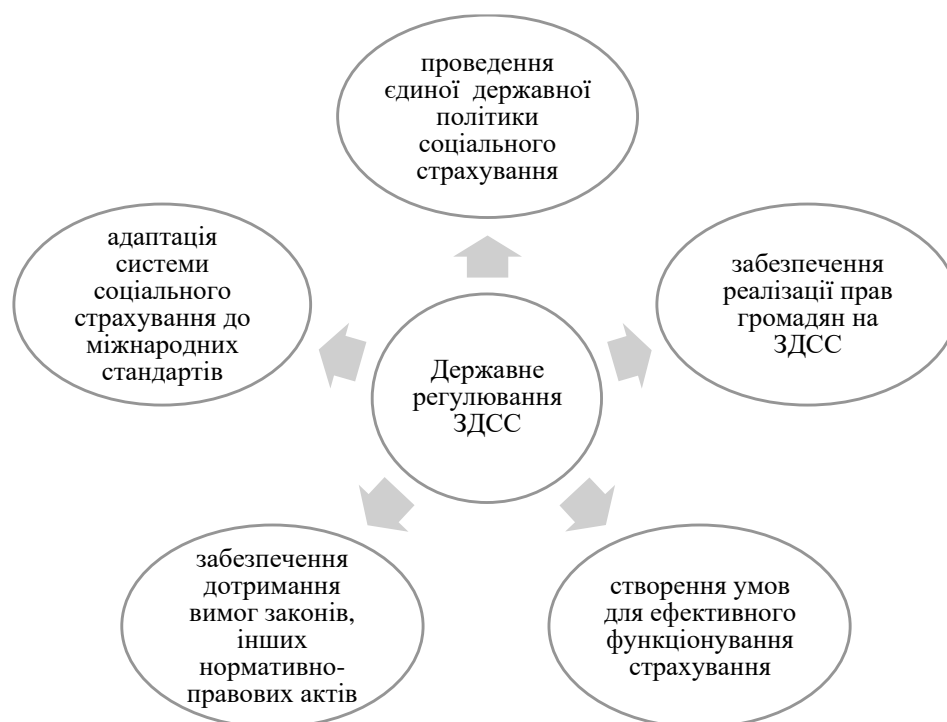 проведення
єдиної державної
політики
соціального
страхування
забезпечення
реалізації прав
громадян на
ЗДСС
створення умов
для ефективного
функціонування
страхування
забезпечення
дотримання
вимог законів,
інших
нормативно-
правових актів
адаптація
системи
соціального
страхування до
міжнародних
стандартів
Державне
регулювання
ЗДСС